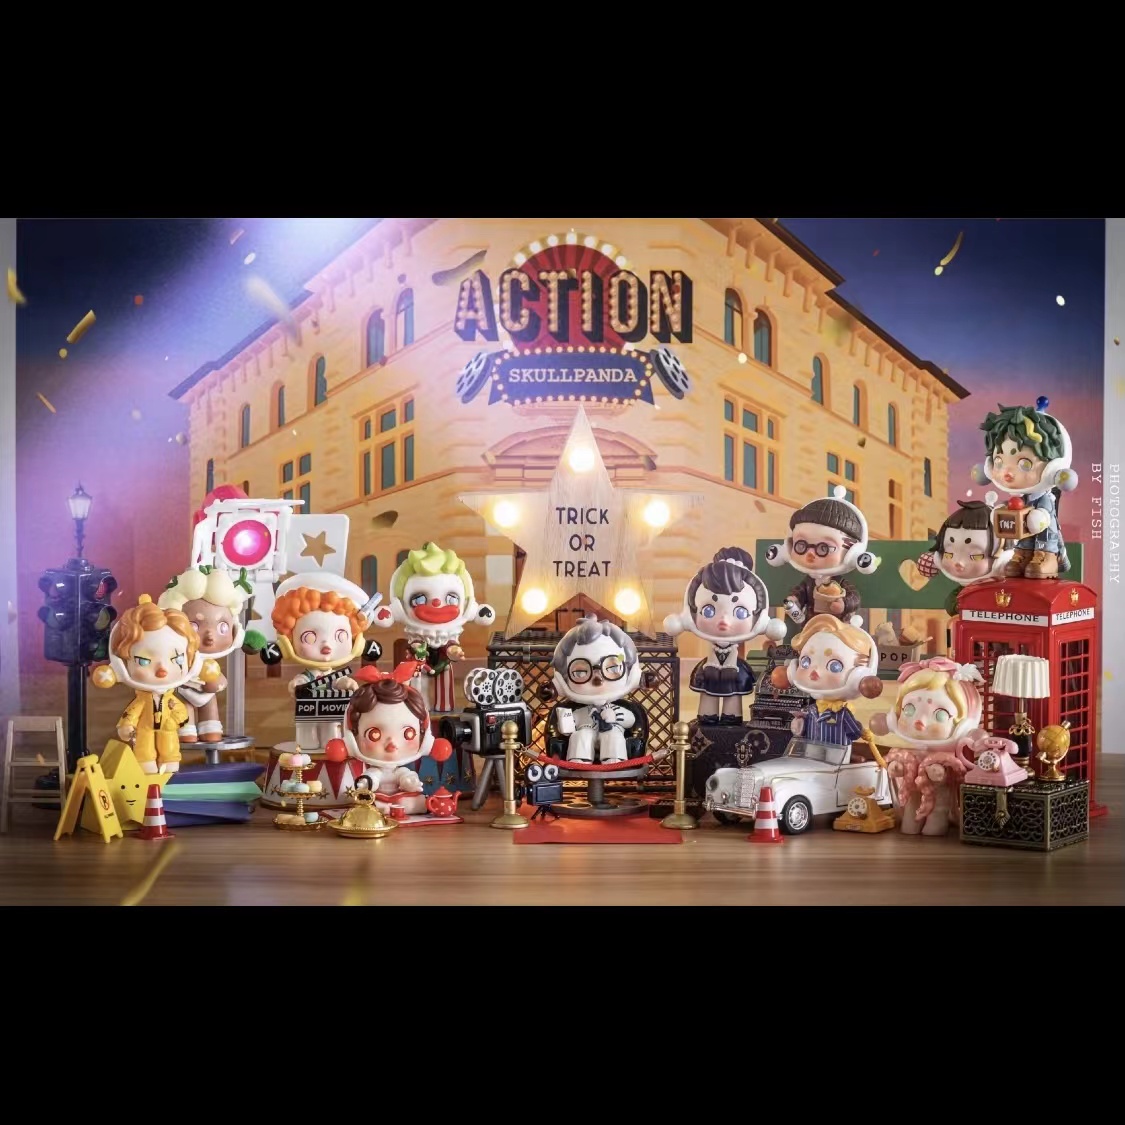 ACTION
SKULLPANDA
TRICK
OR
TREAT
PHOTOGRAPHY
BY FISH
TNT
TELEPHONE
TELEPHONE
K
A
P
POP
POP MOVIE